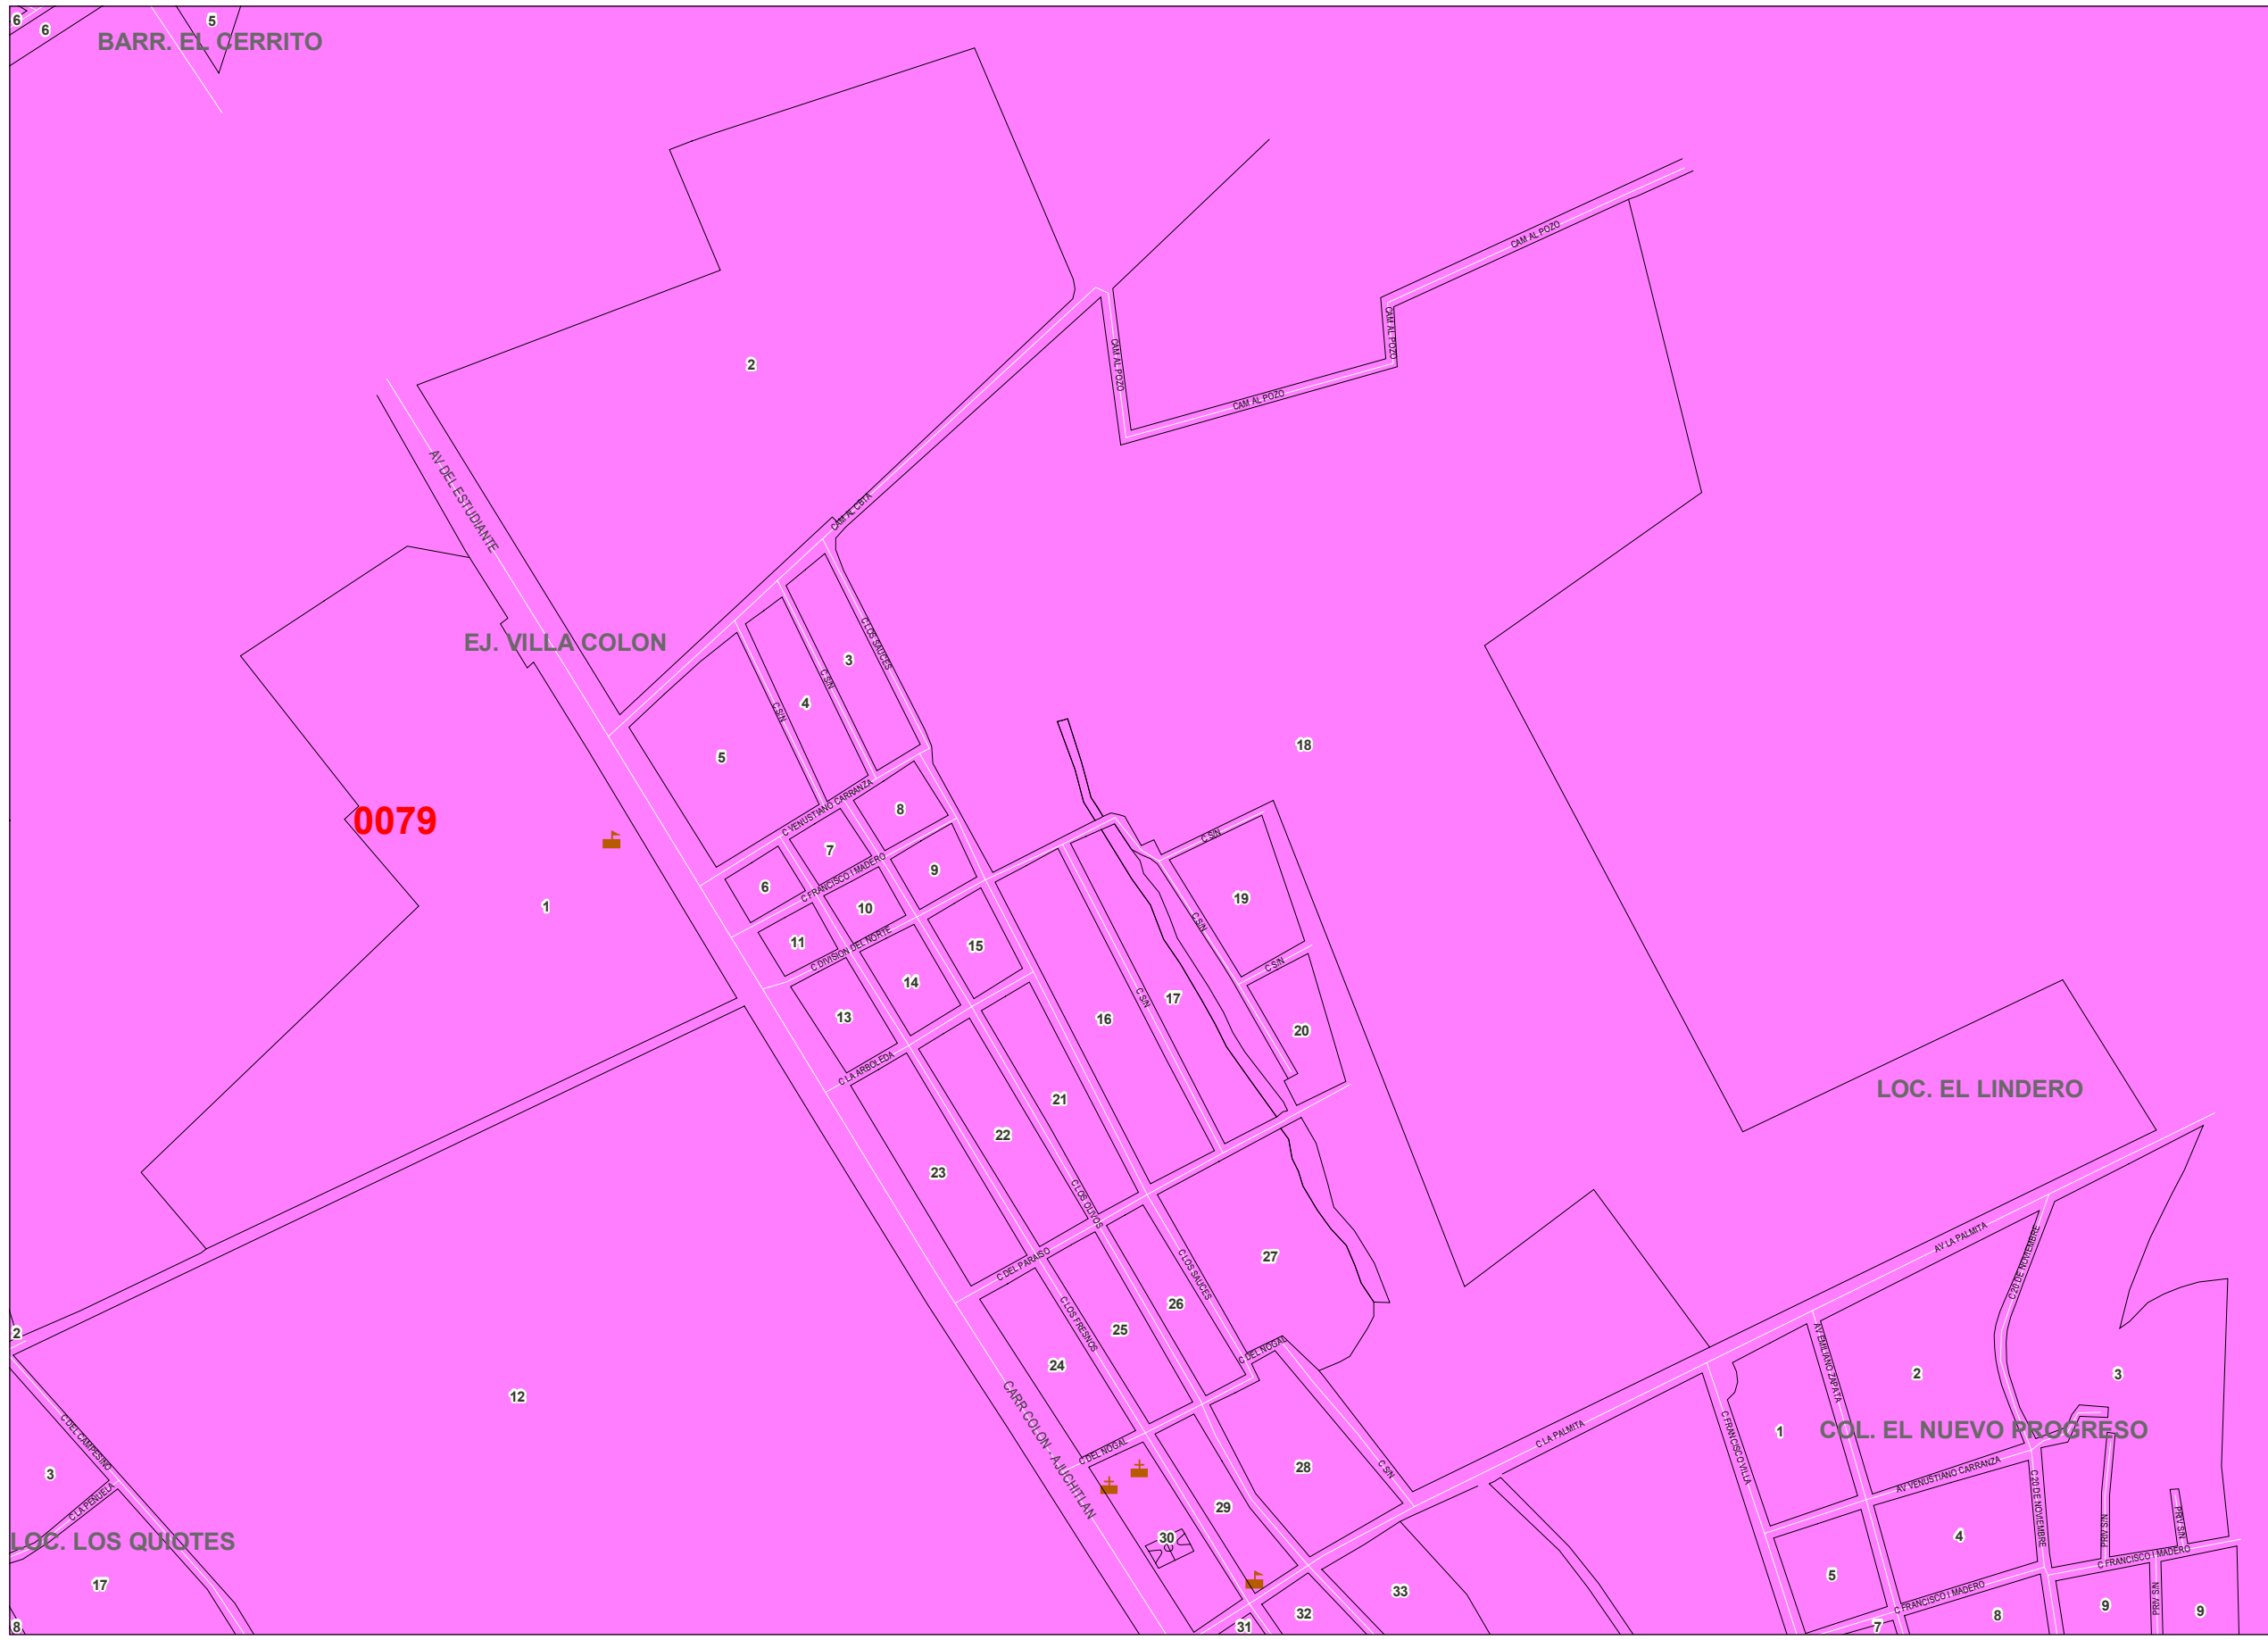 6
6
5
BARR. EL CERRITO
CAM AL POZO
CAM AL POZO
CAM AL POZO
CAM AL POZO
2
AV DEL ESTUDIANTE
CAM AL CBTA
EJ. VILLA COLON
C LOS SAUCES
3
C S/N
4
C S/N
5
18
0079
1
C VENUSTIANO CARRANZA
8
7
C FRANCISCO I MADERO
9
6
10
11
C DIVISION DEL NORTE
15
14
13
C S/N
19
C S/N
C S/N
17
C S/N
16
20
C LA ARBOLEDA
21
22
23
LOC. EL LINDERO
C LOS OLIVOS
C DEL PARAISO
C LOS SAUCES
27
26
C LOS FRESNOS
25
24
C DEL NOGAL
AV LA PALMITA
C 20 DE NOVIEMBRE
AV EMILIANO ZAPATA
2
3
2
12
CARR COLON - AJUCHITLAN
C DEL CAMPESINO
3
C LA PEÑUELA
LOC. LOS QUIOTES
17
8
C DEL NOGAL
28
C S/N
C LA PALMITA
29
30
31
32
33
1
C FRANCISCO VILLA
COL. EL NUEVO PROGRESO
AV VENUSTIANO CARRANZA
C 20 DE NOVIEMBRE
4
PRIV S/N
PRIV S/N
C FRANCISCO I MADERO
5
C FRANCISCO I MADERO
PRIV S/N
7
8
9
9